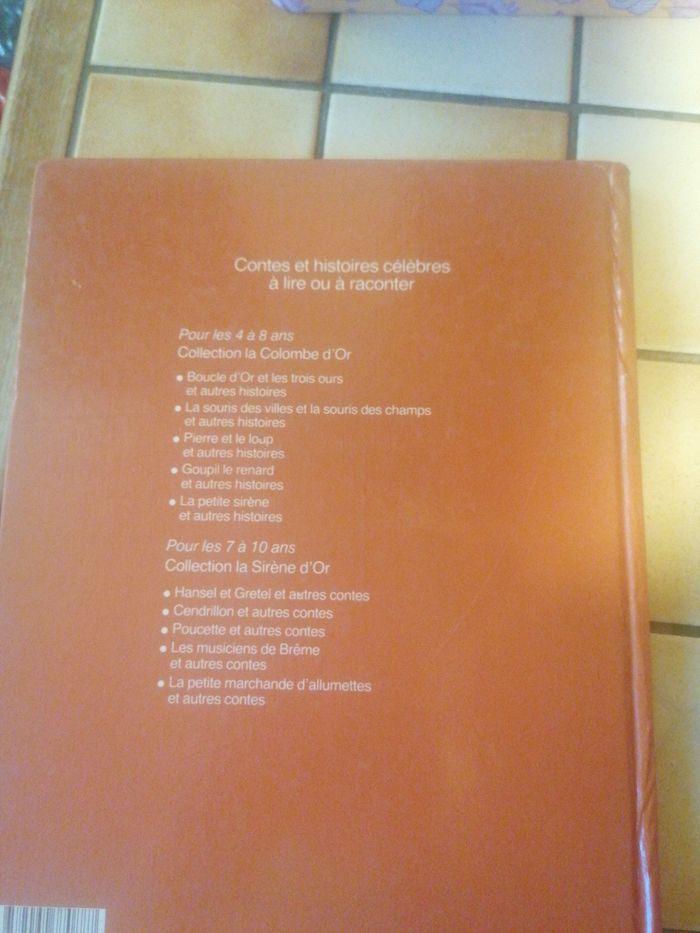 Contes et histoires célèbres
à lire ou à raconter
Pour les 4 à 8 ans
Collection la Colombe d'Or
• Boucle d'Or et les trois ours
et autres histoires
• La souris des villes et la souris des champs
et autres histoires
• Pierre et le loup
et autres histoires
• Goupil le renard
et autres histoires
• La petite sirène
et autres histoires
Pour les 7 à 10 ans
Collection la Sirène d'Or
• Hansel et Gretel et autres contes
• Cendrillon et autres contes
• Poucette et autres contes
• Les musiciens de Brême
et autres contes
• La petite marchande d'allumettes
et autres contes